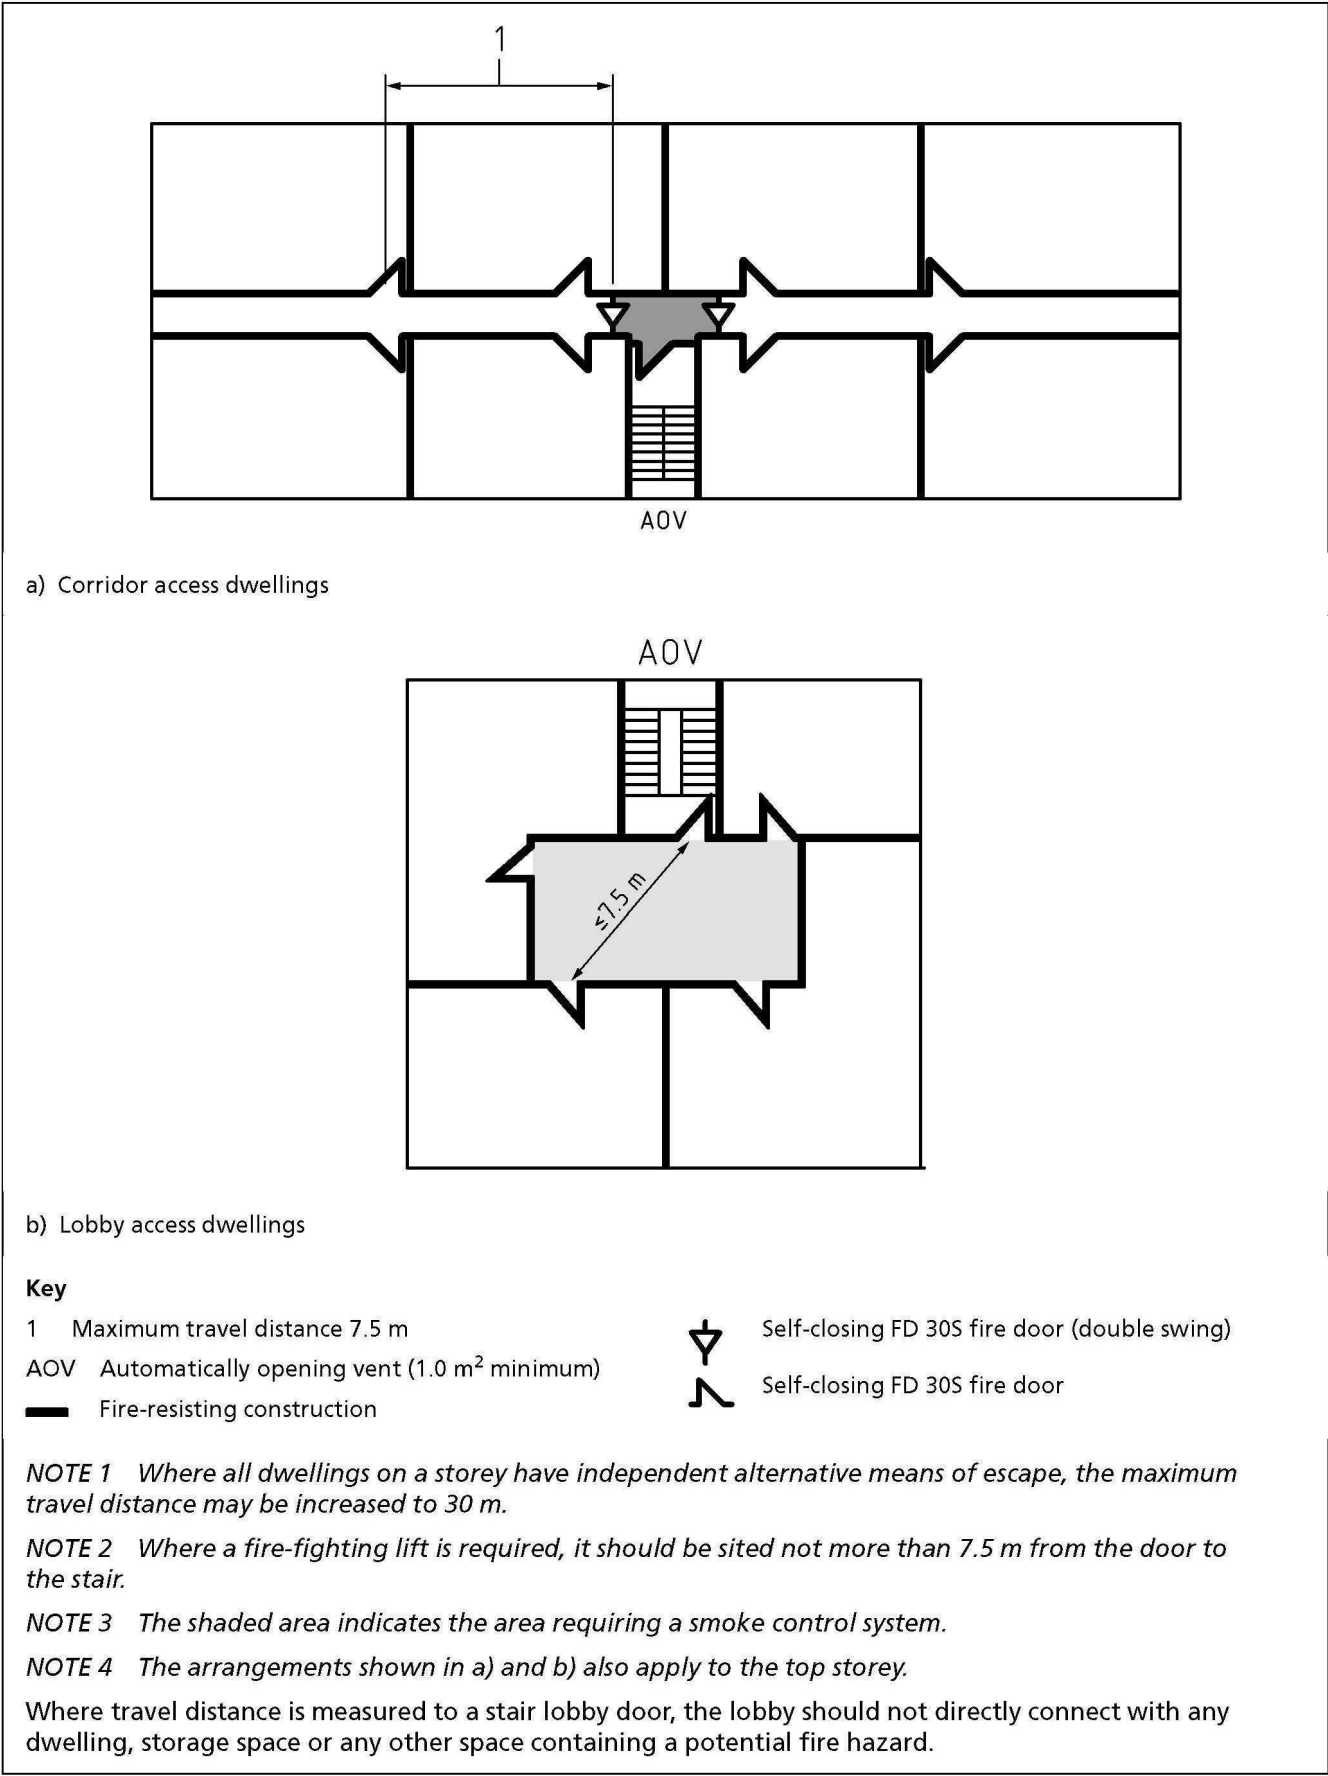 1
AOV
a) Corridor access dwellings
AOV
≤7.5 m
b) Lobby access dwellings
Key
1 Maximum travel distance 7.5 m
AOV Automatically opening vent (1.0 m² minimum)
Fire-resisting construction
Self-closing FD 30S fire door (double swing)
Self-closing FD 30S fire door
NOTE 1 Where all dwellings on a storey have independent alternative means of escape, the maximum
travel distance may be increased to 30 m.
NOTE 2 Where a fire-fighting lift is required, it should be sited not more than 7.5 m from the door to
the stair.
NOTE 3 The shaded area indicates the area requiring a smoke control system.
NOTE 4 The arrangements shown in a) and b) also apply to the top storey.
Where travel distance is measured to a stair lobby door, the lobby should not directly connect with any
dwelling, storage space or any other space containing a potential fire hazard.